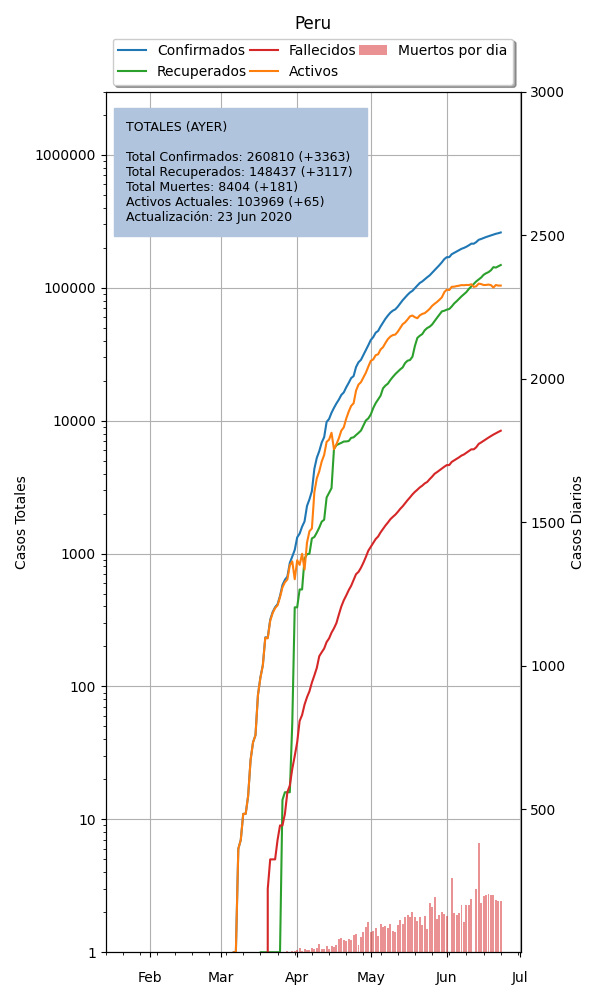 Peru
Confirmados Fallecidos Muertos por dia
Recuperados Activos
TOTALES (AYER)
Total Confirmados: 260810 (+3363)
Total Recuperados: 148437 (+3117)
Total Muertes: 8404 (+181)
Activos Actuales: 103969 (+65)
Actualización: 23 Jun 2020
Casos Totales
1000000
100000
10000
1000
100
10
1
3000
2500
2000
1500
1000
500
Casos Diarios
Feb Mar Apr May Jun Jul